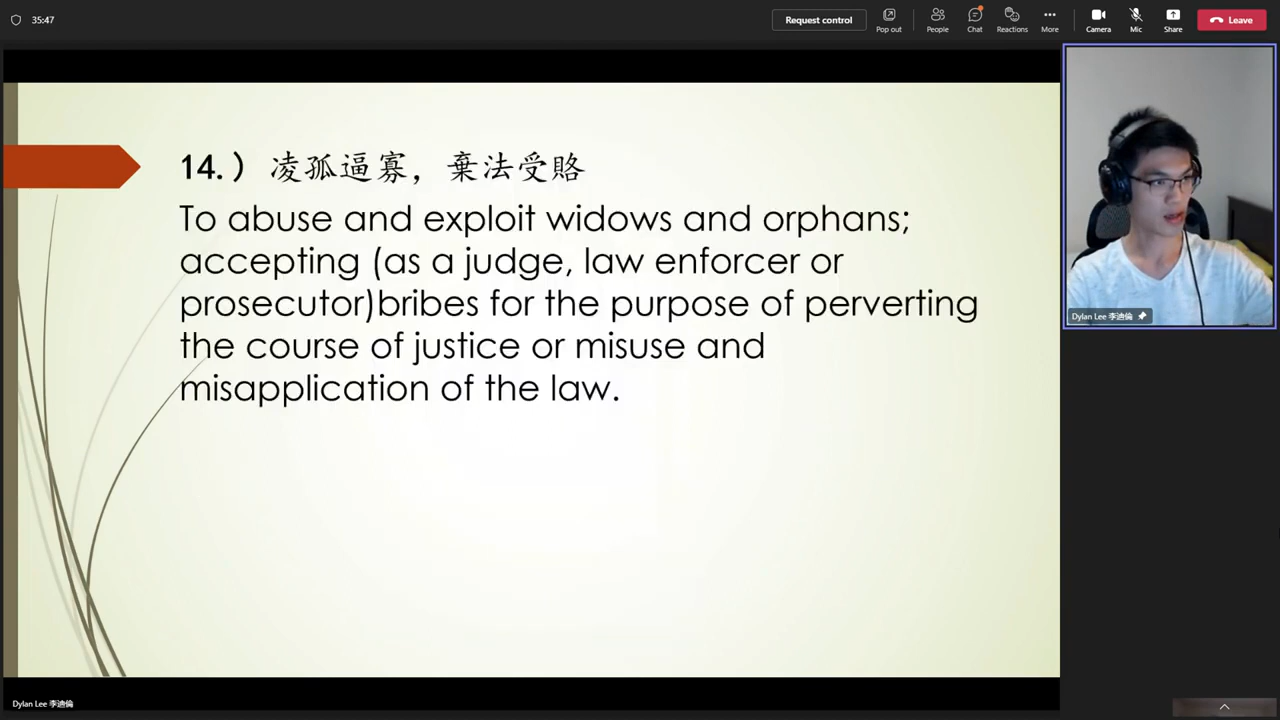 35:47
Request control
Pop out
People
Chat
Reactions
More
Camera
Mic
Share
Leave
14.）凌孤逼寡，棄法受賂
To abuse and exploit widows and orphans;
accepting (as a judge, law enforcer or
prosecutor)bribes for the purpose of perverting
the course of justice or misuse and
misapplication of the law.
Dylan Lee 李迪倫
Dylan Lee 李迪倫